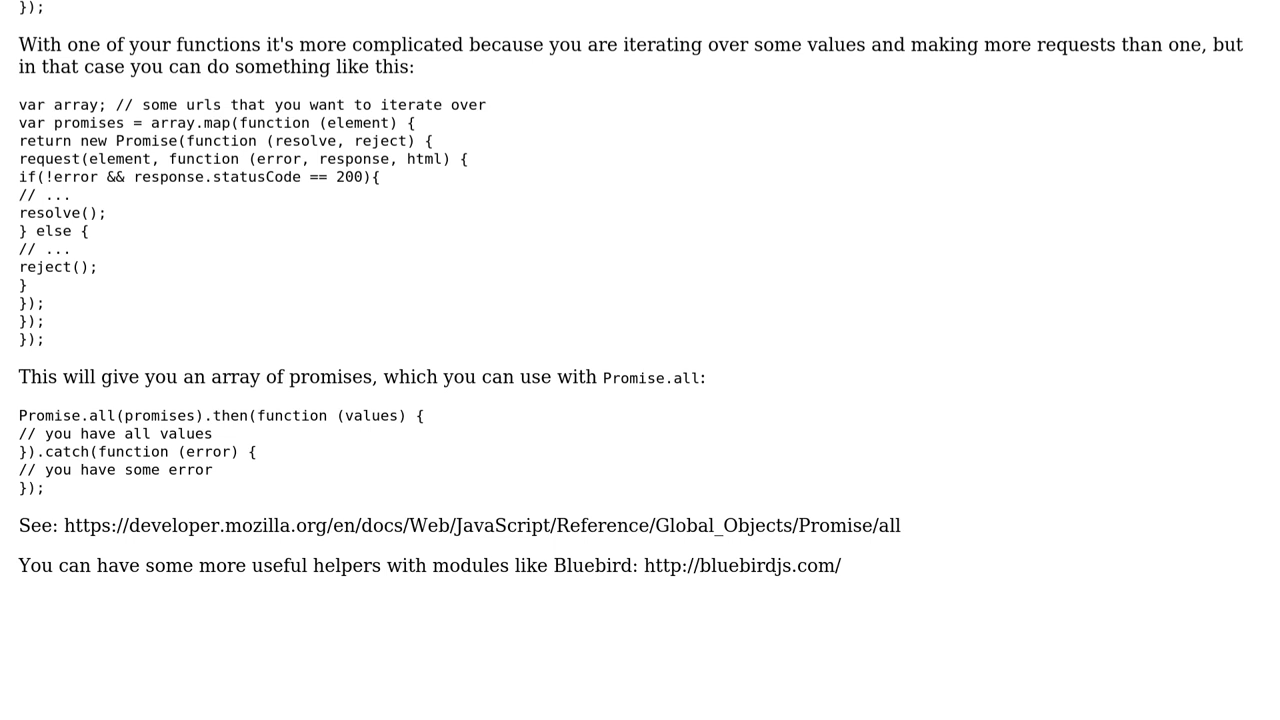 });
With one of your functions it's more complicated because you are iterating over some values and making more requests than one, but
in that case you can do something like this:
var array; // some urls that you want to iterate over
var promises = array.map(function (element) {
return new Promise(function (resolve, reject) {
request(element, function (error, response, html) {
if(!error && response.statusCode == 200){
// ...
resolve();
} else {
// ...
reject();
}
});
});
});
This will give you an array of promises, which you can use with Promise.all:
Promise.all(promises).then(function (values) {
// you have all values
}).catch(function (error) {
// you have some error
});
See: https://developer.mozilla.org/en/docs/Web/JavaScript/Reference/Global_Objects/Promise/all
You can have some more useful helpers with modules like Bluebird: http://bluebirdjs.com/